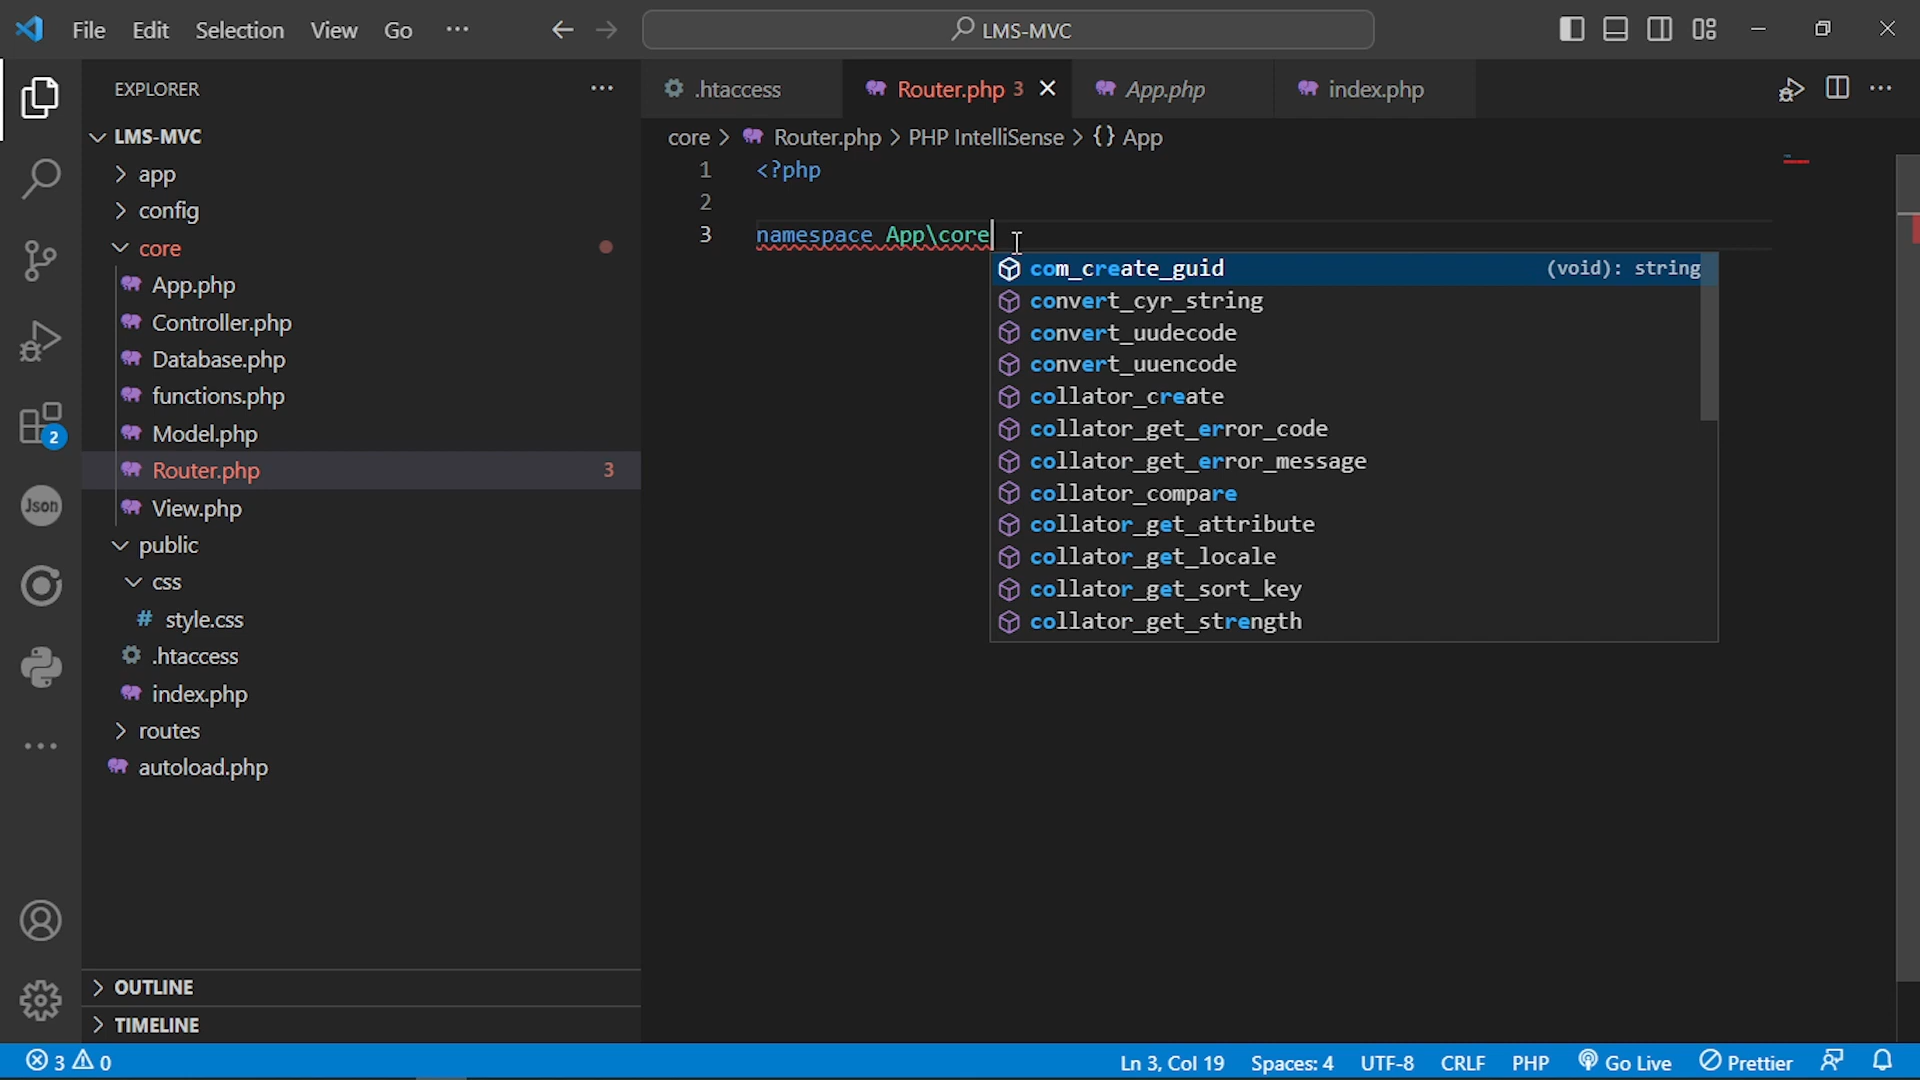 File Edit Selection View Go ··· LMS-MVC
EXPLORER ···
LMS-MVC
app
config
core
App.php
Controller.php
Database.php
functions.php
Model.php
Router.php 3
View.php
public
css
# style.css
.htaccess
index.php
routes
autoload.php
OUTLINE
TIMELINE
2
Json
.htaccess Router.php 3 App.php index.php
core > Router.php > PHP IntelliSense > {} App
1 <?php
2
3 namespace App\core
com_create_guid (void): string
convert_cyr_string
convert_uudecode
convert_uuencode
collator_create
collator_get_error_code
collator_get_error_message
collator_compare
collator_get_attribute
collator_get_locale
collator_get_sort_key
collator_get_strength
3 0 Ln 3, Col 19 Spaces: 4 UTF-8 CRLF PHP Go Live Prettier